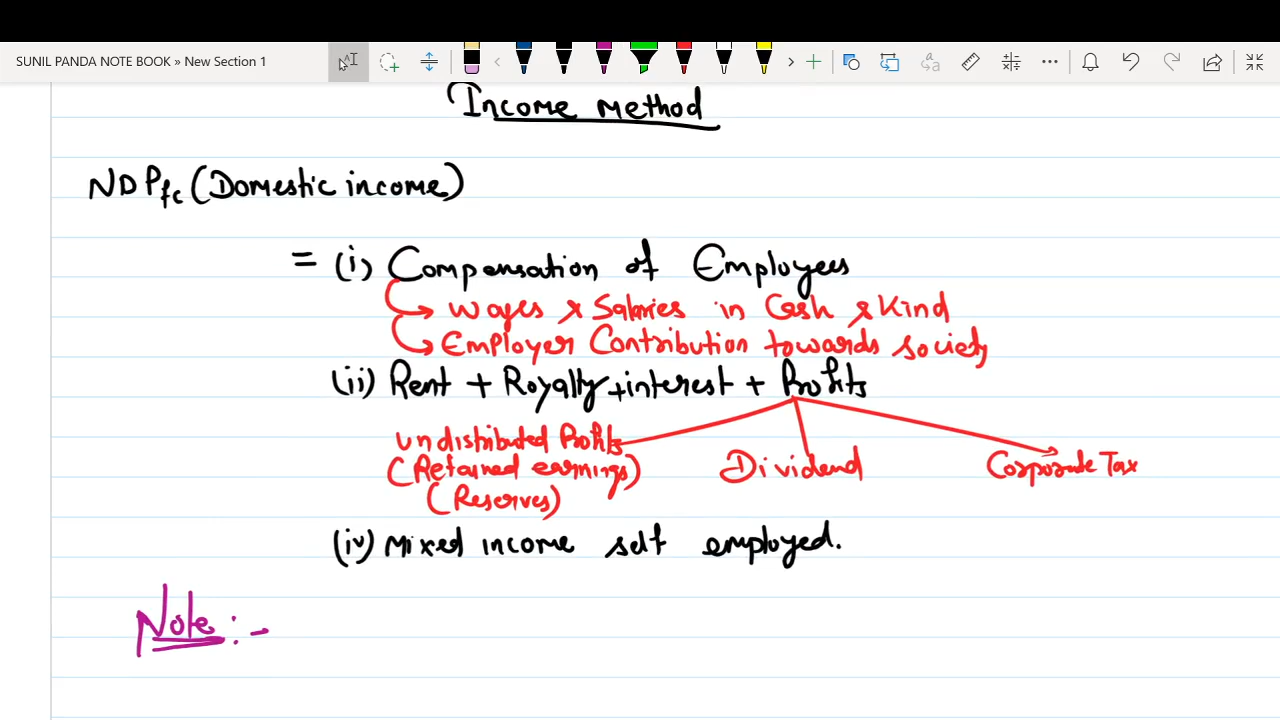 SUNIL PANDA NOTE BOOK » New Section 1
Income method
NDPfc (Domestic income)
= (i) Compensation of Employees
→ Wages & Salaries in Cash & Kind
→ Employer Contribution towards society
(ii) Rent + Royalty + interest + Profits
undistributed Profits
(Retained earnings)
(Reserves)
Dividend
Corporate Tax
(iv) Mixed income self employed.
Note :-